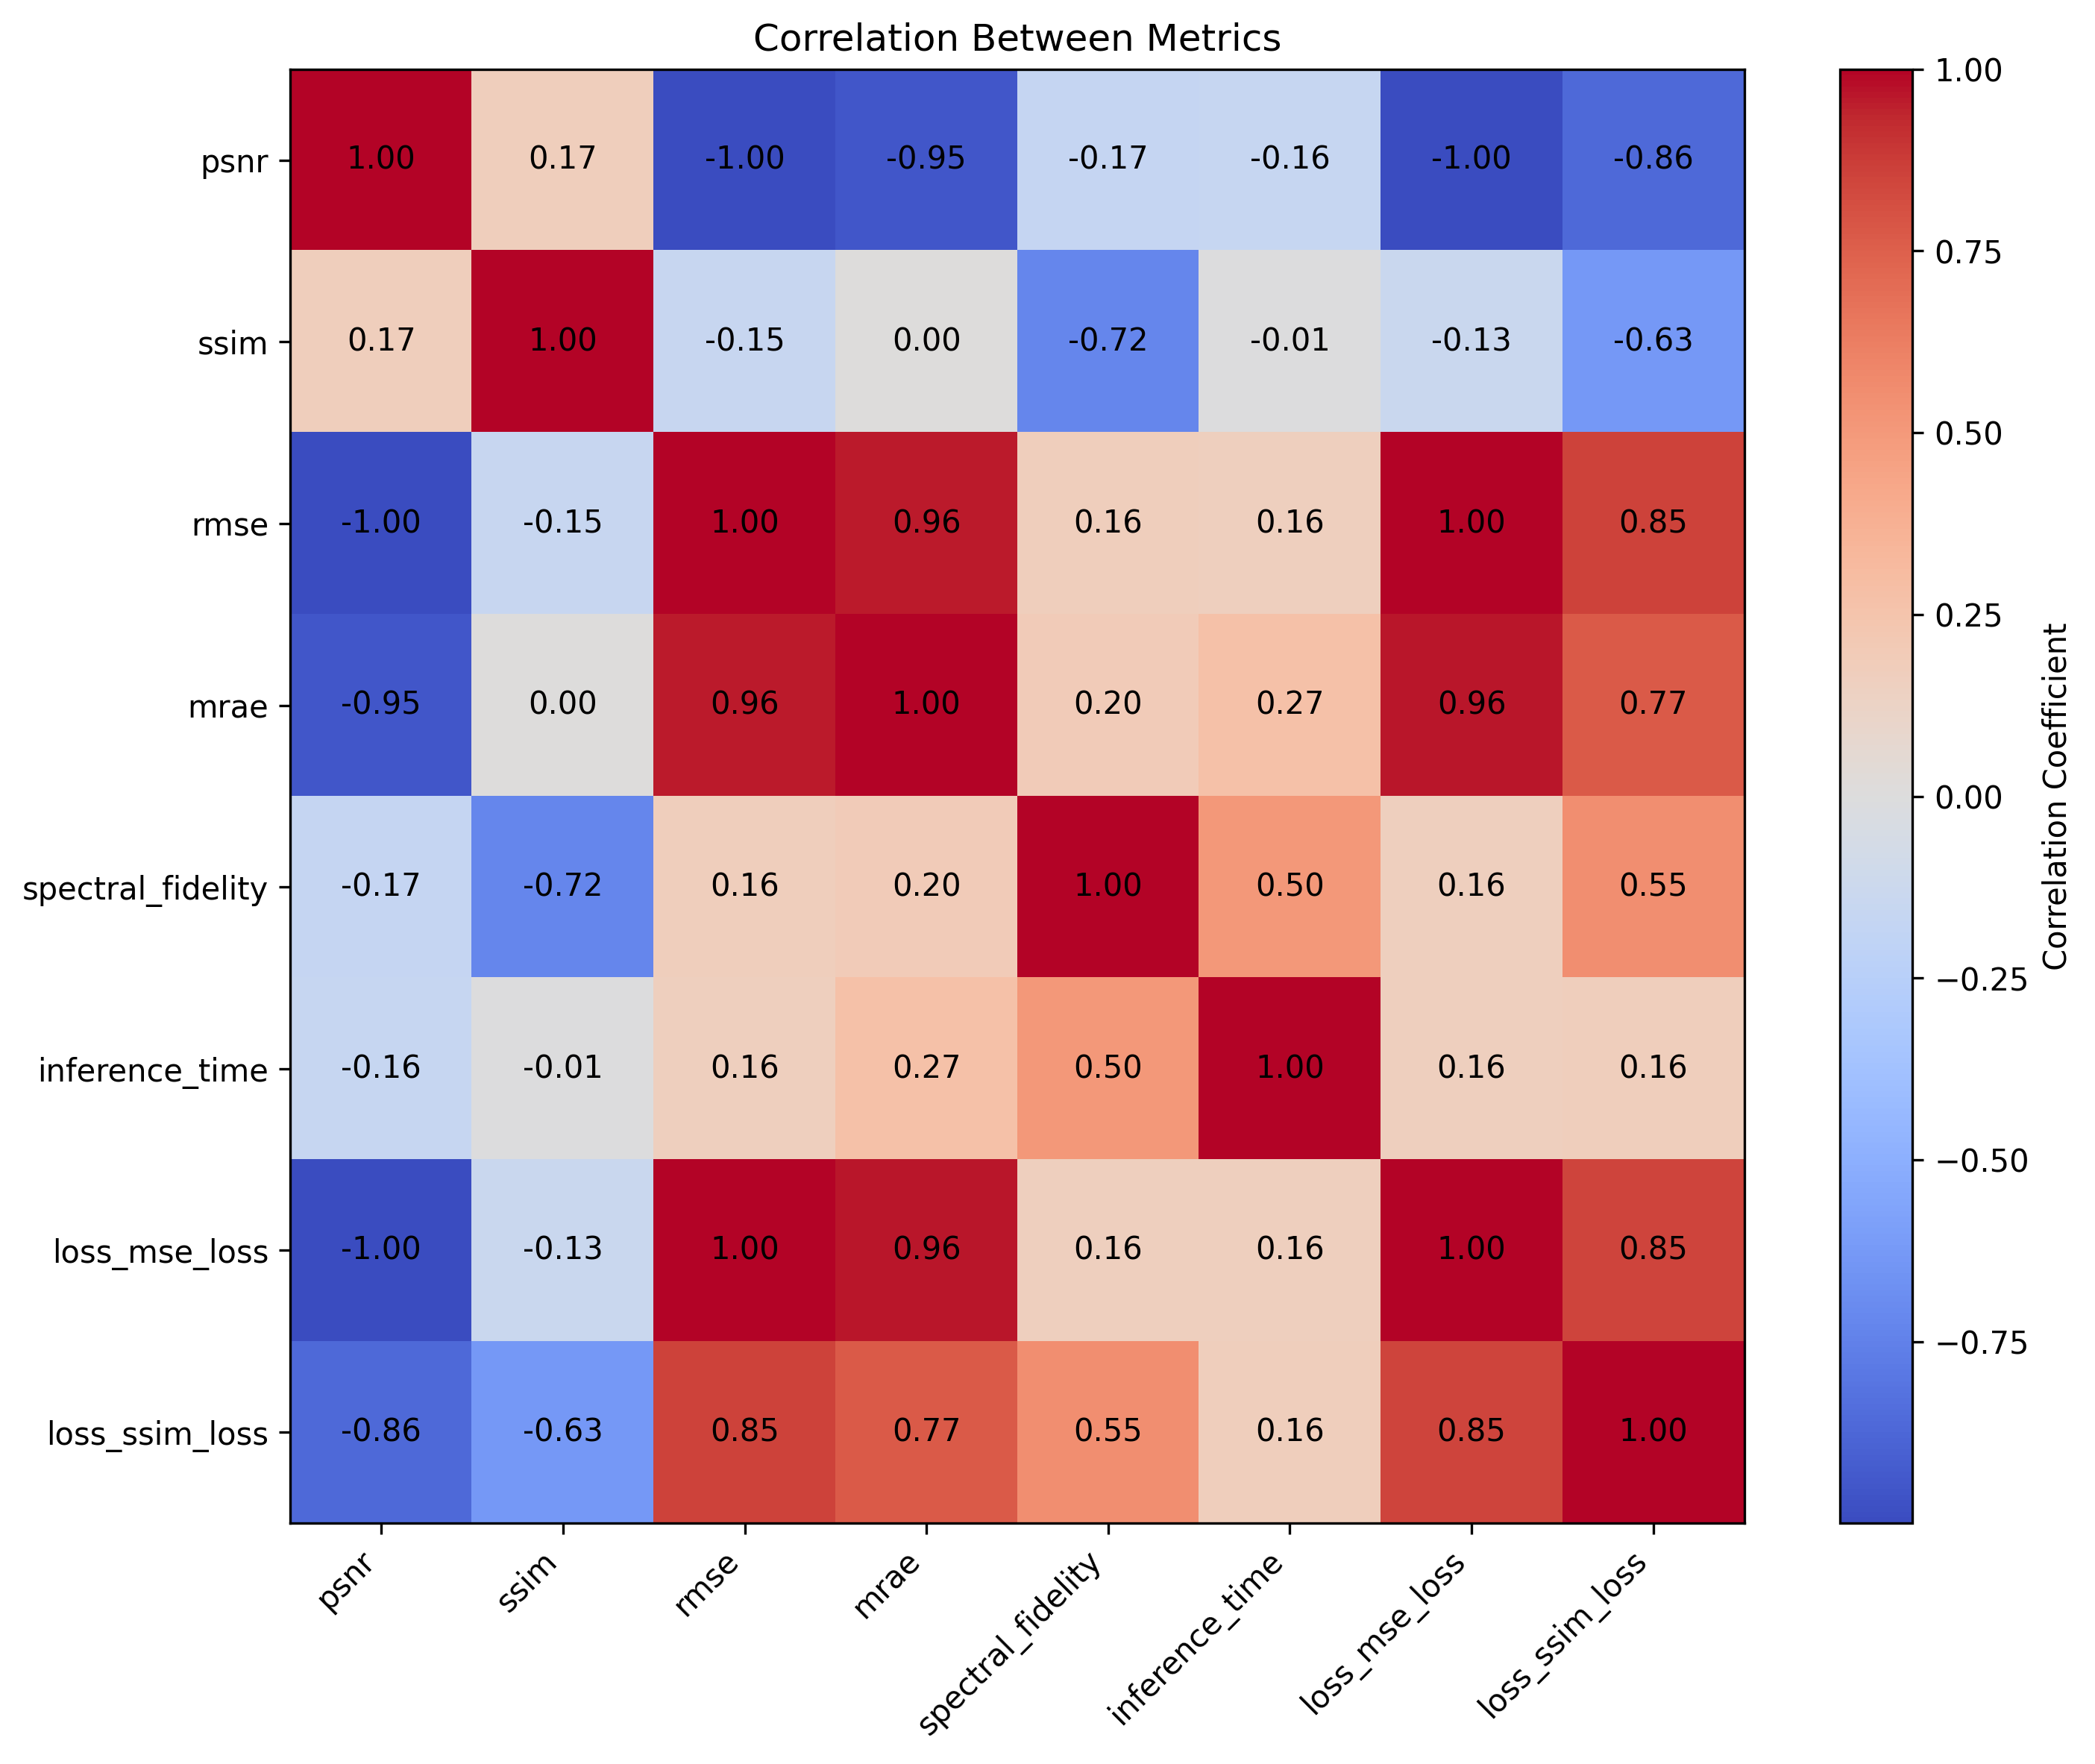 Correlation Between Metrics
psnr 1.00 0.17 -1.00 -0.95 -0.17 -0.16 -1.00 -0.86
ssim 0.17 1.00 -0.15 0.00 -0.72 -0.01 -0.13 -0.63
rmse -1.00 -0.15 1.00 0.96 0.16 0.16 1.00 0.85
mrae -0.95 0.00 0.96 1.00 0.20 0.27 0.96 0.77
spectral_fidelity -0.17 -0.72 0.16 0.20 1.00 0.50 0.16 0.55
inference_time -0.16 -0.01 0.16 0.27 0.50 1.00 0.16 0.16
loss_mse_loss -1.00 -0.13 1.00 0.96 0.16 0.16 1.00 0.85
loss_ssim_loss -0.86 -0.63 0.85 0.77 0.55 0.16 0.85 1.00
psnr
ssim
rmse
mrae
spectral_fidelity
inference_time
loss_mse_loss
loss_ssim_loss
1.00
0.75
0.50
0.25
0.00
−0.25
−0.50
−0.75
Correlation Coefficient